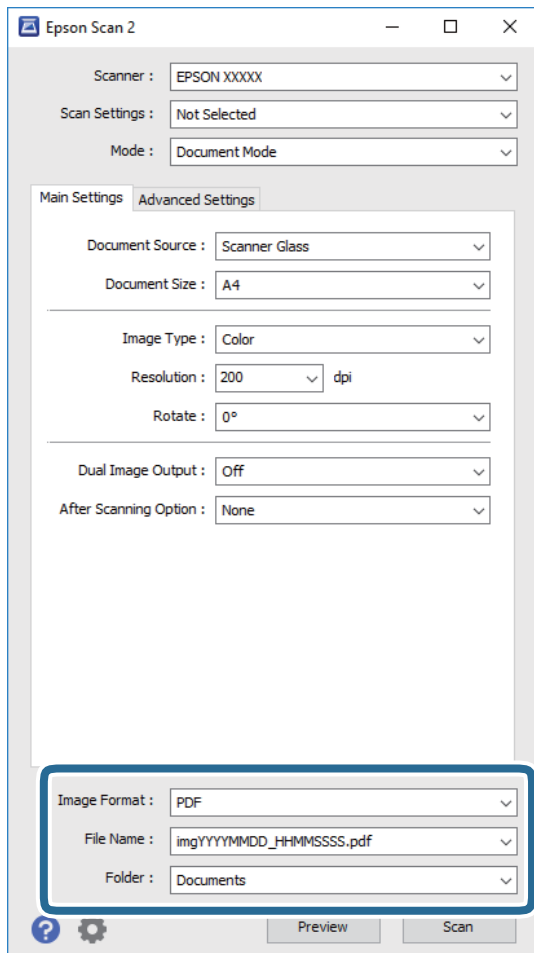 Epson Scan 2
Scanner : EPSON XXXXX
Scan Settings : Not Selected
Mode : Document Mode
Main Settings Advanced Settings
Document Source : Scanner Glass
Document Size : A4
Image Type : Color
Resolution : 200 dpi
Rotate : 0°
Dual Image Output : Off
After Scanning Option : None
Image Format : PDF
File Name : imgYYYYMMDD_HHMMSSSS.pdf
Folder : Documents
? Preview Scan